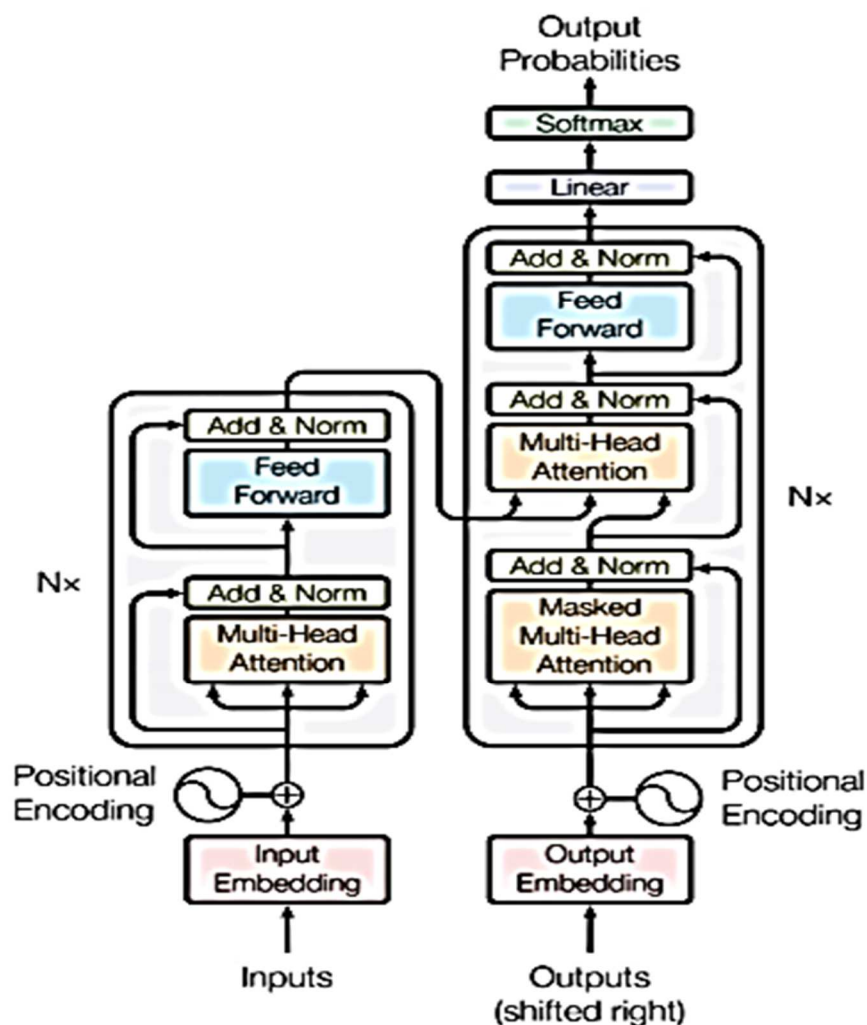 Output
Probabilities
Softmax
Linear
Add & Norm
Feed
Forward
Add & Norm
Multi-Head
Attention
Add & Norm
Masked
Multi-Head
Attention
Nx
Add & Norm
Feed
Forward
Add & Norm
Multi-Head
Attention
Nx
Positional
Encoding
Positional
Encoding
Input
Embedding
Output
Embedding
Inputs
Outputs
(shifted right)